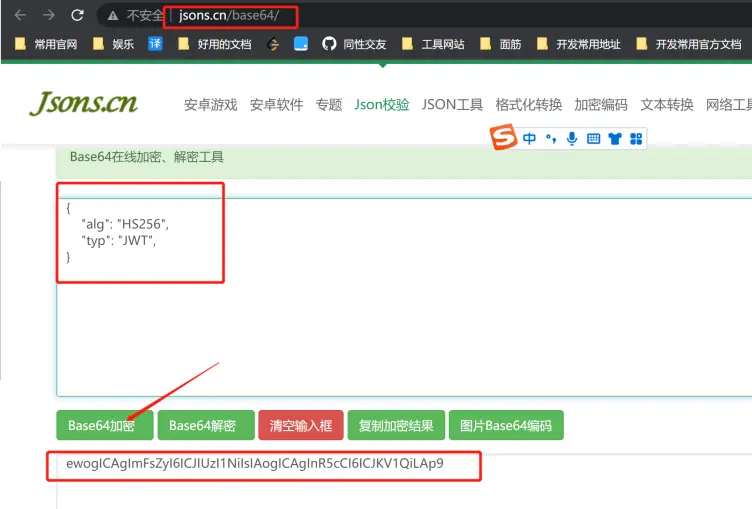 不安全 | jsons.cn/base64/
常用官网 娱乐 译 好用的文档 同性交友 工具网站 面筋 开发常用地址 开发常用官方文档
Jsons.cn 安卓游戏 安卓软件 专题 Json校验 JSON工具 格式化转换 加密编码 文本转换 网络工具
S 中
Base64在线加密、解密工具
{
"alg": "HS256",
"typ": "JWT",
}
Base64加密 Base64解密 清空输入框 复制加密结果 图片Base64编码
ewogICAgImFsZyI6ICJIUzI1NiIsIAogICAgInR5cCI6ICJKV1QiLAp9